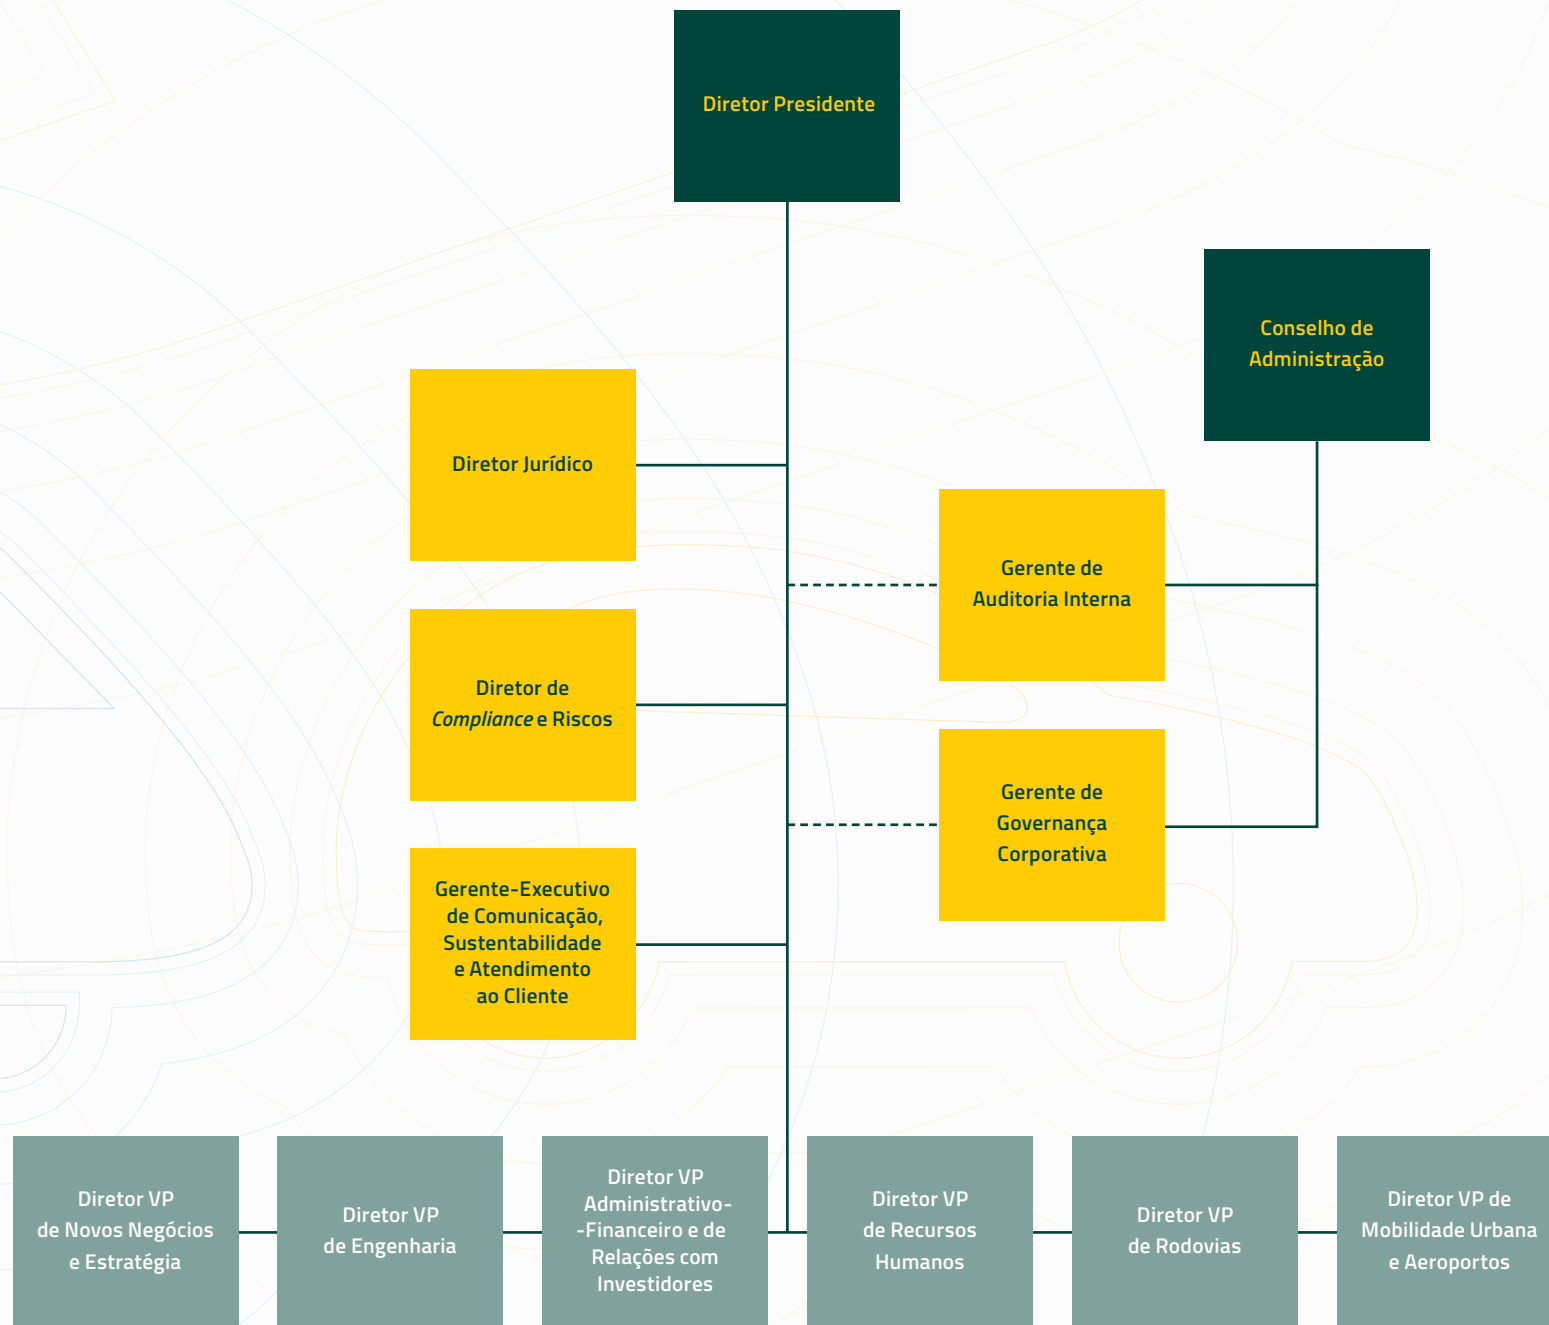 Diretor Presidente
Conselho de
Administração
Diretor Jurídico
Gerente de
Auditoria Interna
Diretor de
Compliance e Riscos
Gerente de
Governança
Corporativa
Gerente-Executivo
de Comunicação,
Sustentabilidade
e Atendimento
ao Cliente
Diretor VP
de Novos Negócios
e Estratégia
Diretor VP
de Engenharia
Diretor VP
Administrativo-
-Financeiro e de
Relações com
Investidores
Diretor VP
de Recursos
Humanos
Diretor VP
de Rodovias
Diretor VP de
Mobilidade Urbana
e Aeroportos